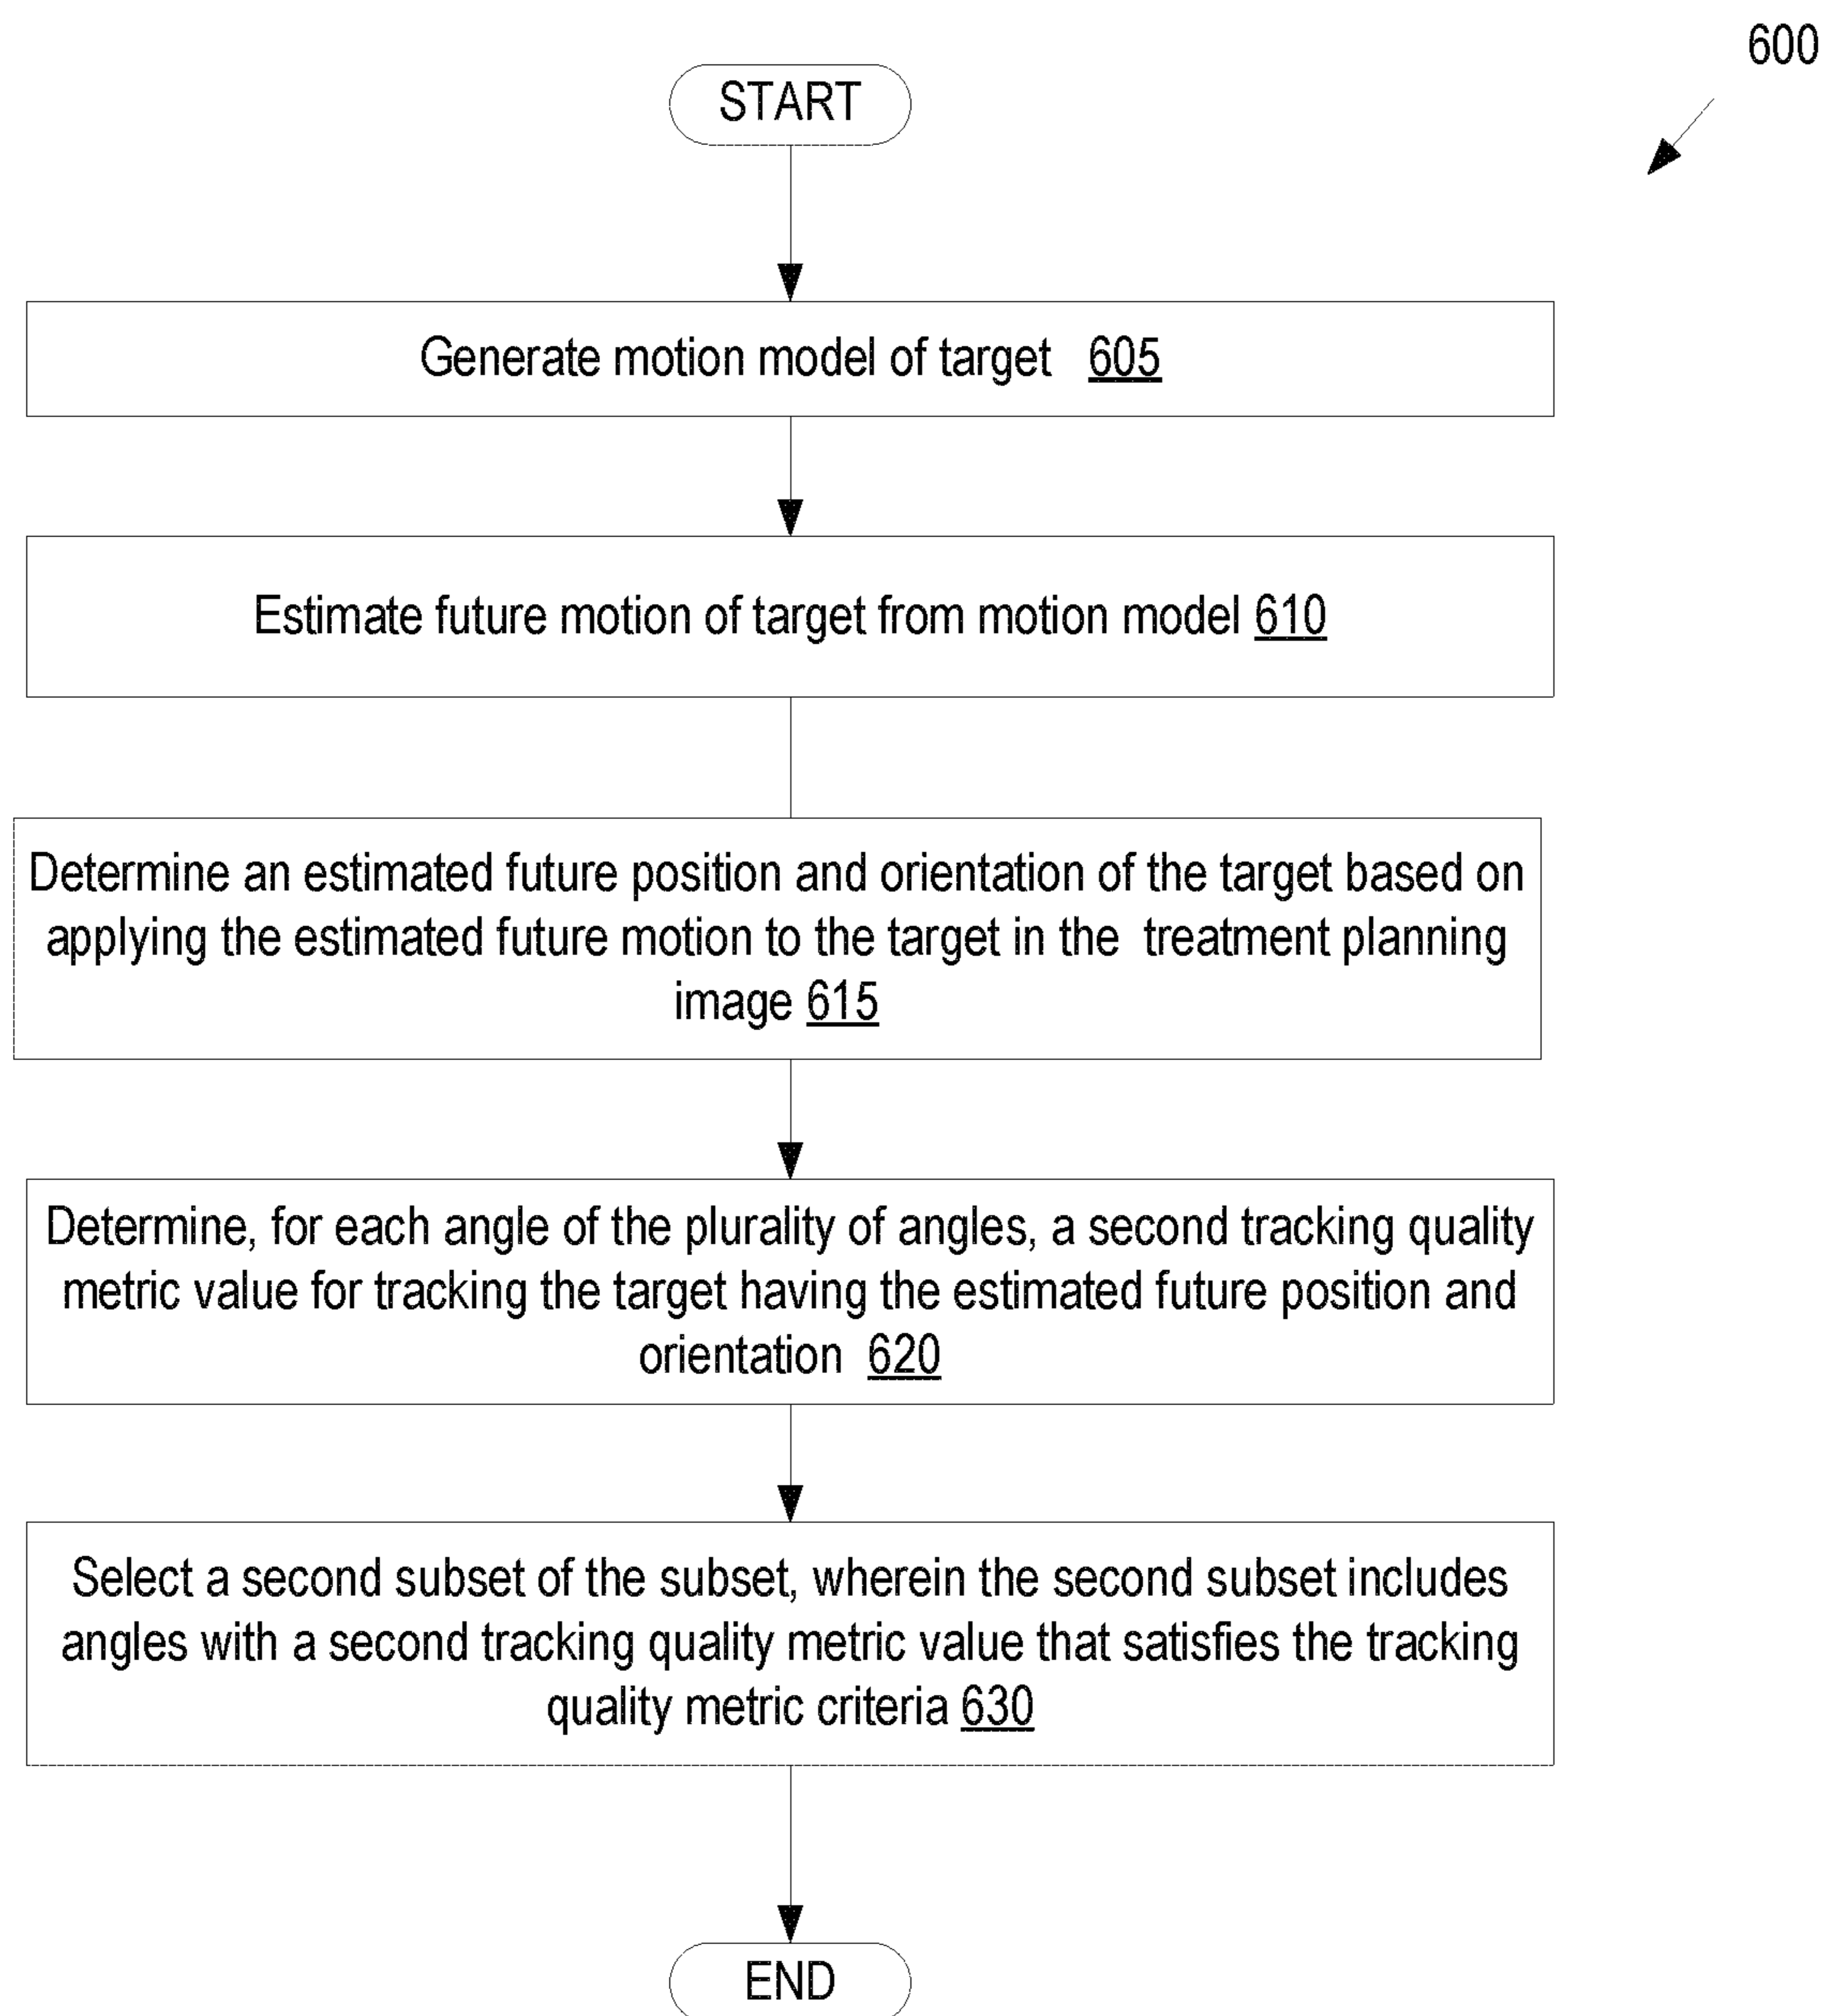 600
START
Generate motion model of target 605
Estimate future motion of target from motion model 610
Determine an estimated future position and orientation of the target based on
applying the estimated future motion to the target in the treatment planning
image 615
Determine, for each angle of the plurality of angles, a second tracking quality
metric value for tracking the target having the estimated future position and
orientation 620
Select a second subset of the subset, wherein the second subset includes
angles with a second tracking quality metric value that satisfies the tracking
quality metric criteria 630
END